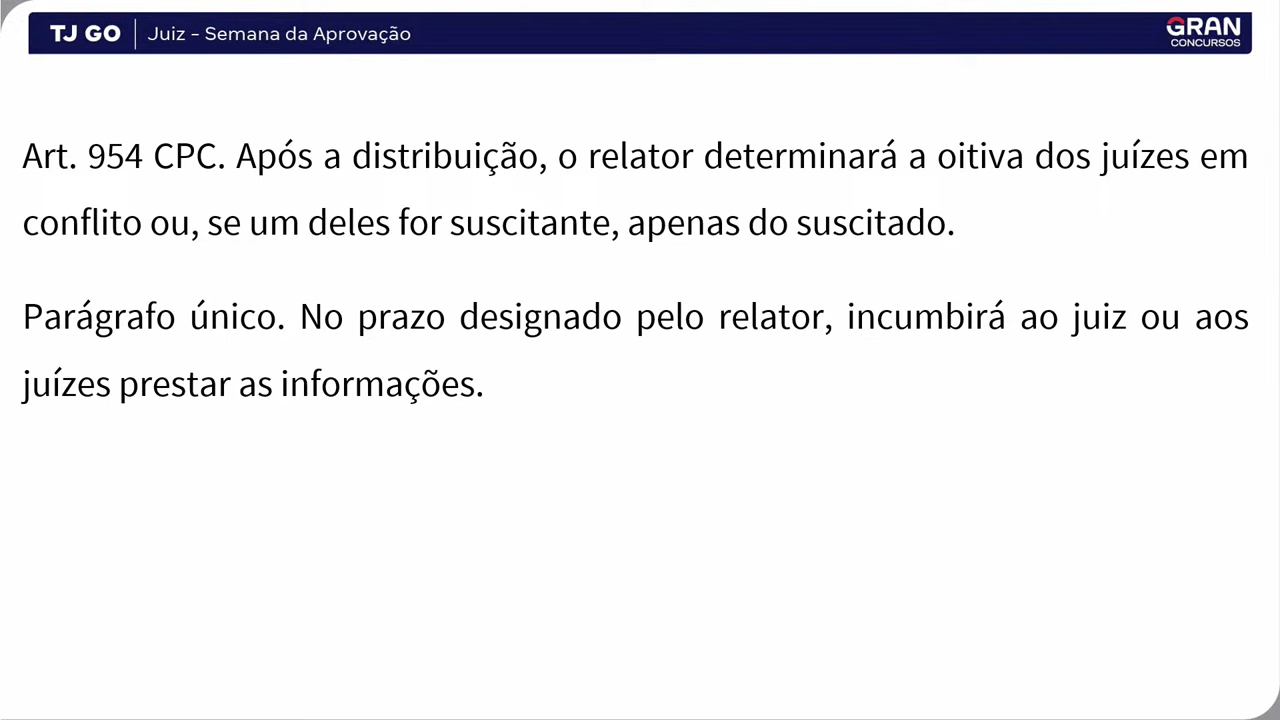 TJ GO | Juiz – Semana da Aprovação
GRAN
CONCURSOS
Art. 954 CPC. Após a distribuição, o relator determinará a oitiva dos juízes em
conflito ou, se um deles for suscitante, apenas do suscitado.
Parágrafo único. No prazo designado pelo relator, incumbirá ao juiz ou aos
juízes prestar as informações.